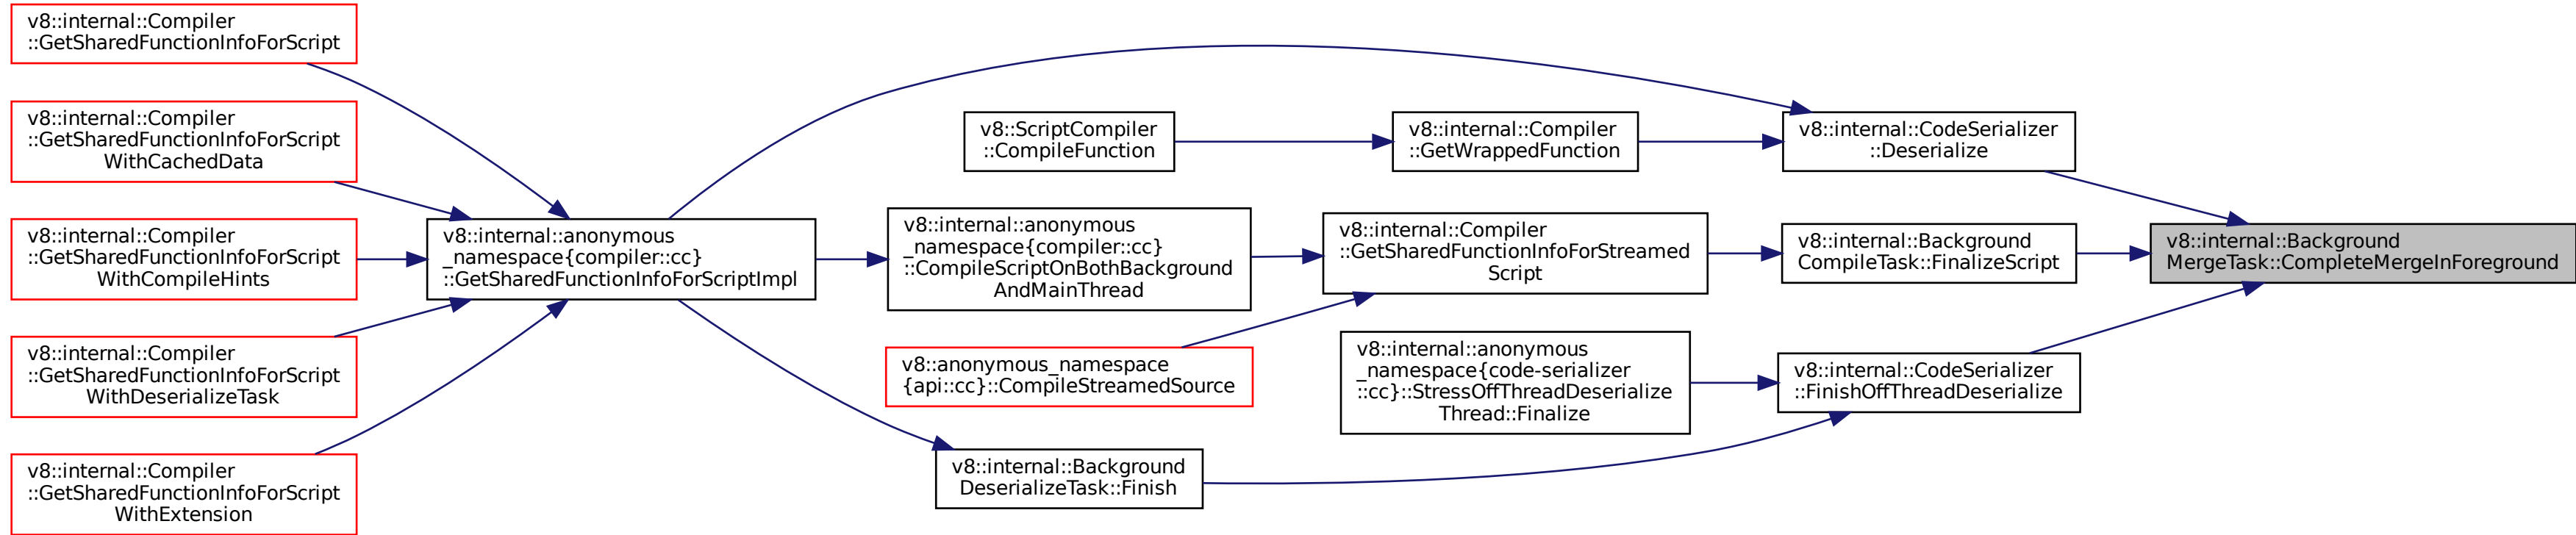 v8::internal::Compiler
::GetSharedFunctionInfoForScript
v8::internal::Compiler
::GetSharedFunctionInfoForScript
WithCachedData
v8::internal::Compiler
::GetSharedFunctionInfoForScript
WithCompileHints
v8::internal::Compiler
::GetSharedFunctionInfoForScript
WithDeserializeTask
v8::internal::Compiler
::GetSharedFunctionInfoForScript
WithExtension
v8::internal::anonymous
_namespace{compiler::cc}
::GetSharedFunctionInfoForScriptImpl
v8::ScriptCompiler
::CompileFunction
v8::internal::anonymous
_namespace{compiler::cc}
::CompileScriptOnBothBackground
AndMainThread
v8::anonymous_namespace
{api::cc}::CompileStreamedSource
v8::internal::Background
DeserializeTask::Finish
v8::internal::Compiler
::GetWrappedFunction
v8::internal::Compiler
::GetSharedFunctionInfoForStreamed
Script
v8::internal::anonymous
_namespace{code-serializer
::cc}::StressOffThreadDeserialize
Thread::Finalize
v8::internal::CodeSerializer
::Deserialize
v8::internal::Background
CompileTask::FinalizeScript
v8::internal::CodeSerializer
::FinishOffThreadDeserialize
v8::internal::Background
MergeTask::CompleteMergeInForeground